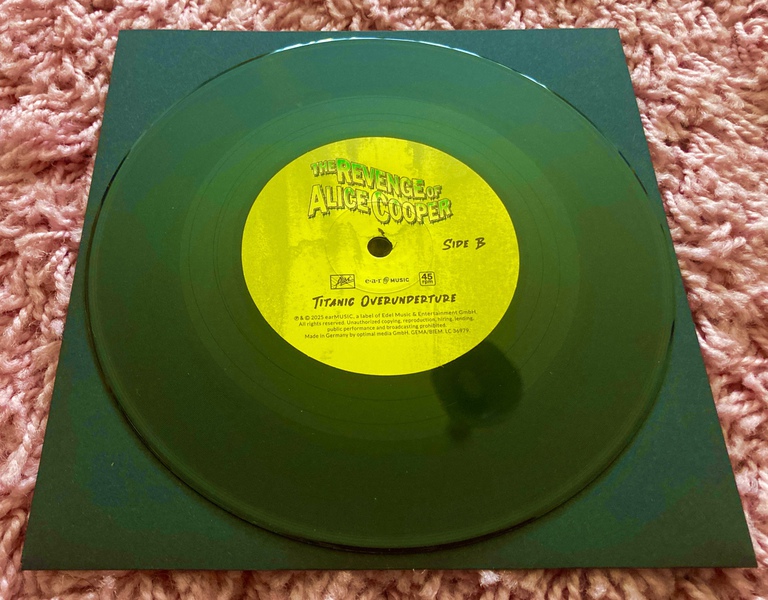 THE REVENGE OF
ALICE COOPER
SIDE B
e·a·r MUSIC
45
rpm
TITANIC OVERUNDERTURE
℗ & © 2025 earMUSIC, a label of Edel Music & Entertainment GmbH.
All rights reserved. Unauthorized copying, reproduction, hiring, lending,
public performance and broadcasting prohibited.
Made in Germany by optimal media GmbH. GEMA/BIEM. LC 34979.